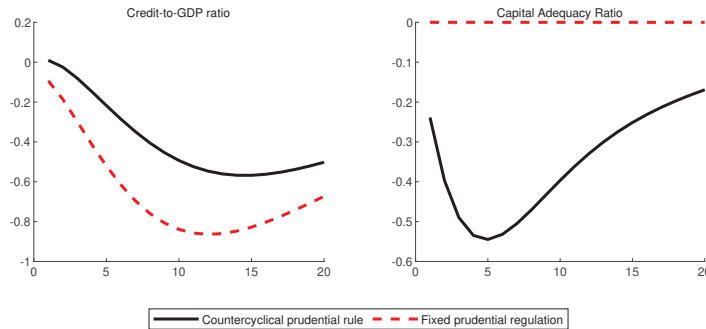 Credit-to-GDP ratio
0.2
0
-0.2
-0.4
-0.6
-0.8
-1
0 5 10 15 20
Capital Adequacy Ratio
0
-0.1
-0.2
-0.3
-0.4
-0.5
-0.6
0 5 10 15 20
Countercyclical prudential rule Fixed prudential regulation